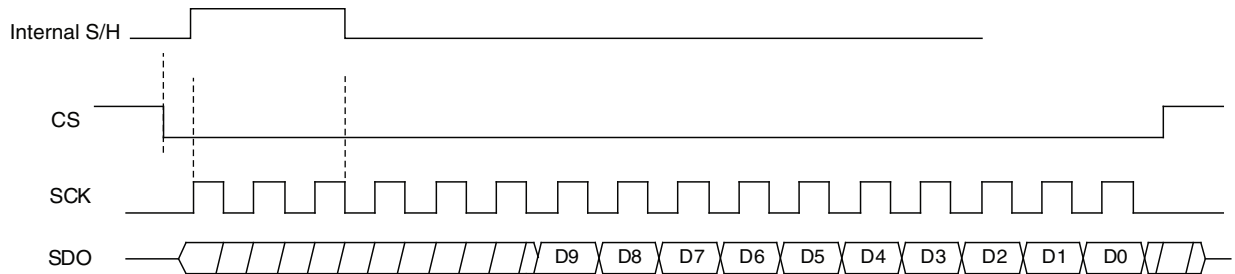 Internal S/H
CS
SCK
SDO D9 D8 D7 D6 D5 D4 D3 D2 D1 D0